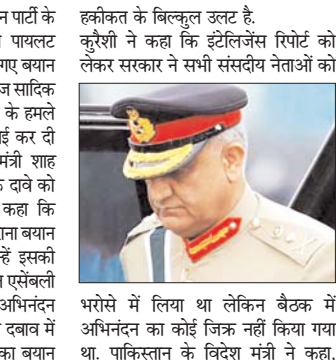 पार्टी के
पायलट
गए बयान
सादिक
के हमले
कर दी
मंत्री शाह
दावे को
कहा कि
बयान
इसकी
एसेंबली
अभिनंदन
दबाव में
का बयान
हकीकत के बिल्कुल उलट है.
कुरैशी ने कहा कि इंटेलिजेंस रिपोर्ट को
लेकर सरकार ने सभी संसदीय नेताओं को
भरोसे में लिया था लेकिन बैठक में
अभिनंदन का कोई जिक्र नहीं किया गया
था. पाकिस्तान के विदेश मंत्री ने कहा,